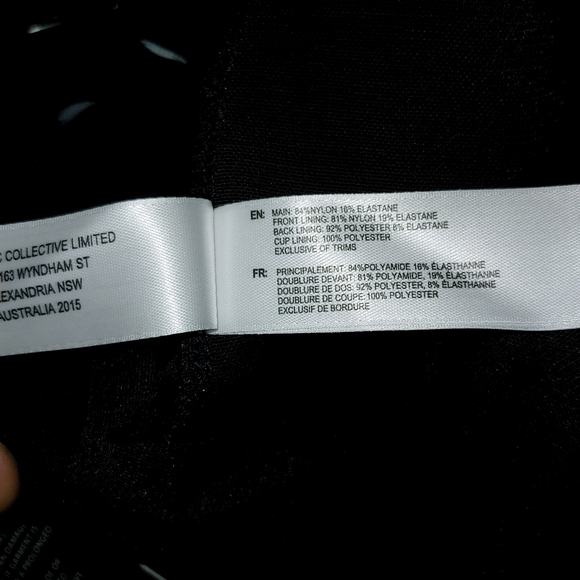 C COLLECTIVE LIMITED
163 WYNDHAM ST
ALEXANDRIA NSW
AUSTRALIA 2015
EN: MAIN: 84%NYLON 16% ELASTANE
FRONT LINING: 81% NYLON 19% ELASTANE
BACK LINING: 92% POLYESTER 8% ELASTANE
CUP LINING: 100% POLYESTER
EXCLUSIVE OF TRIMS
FR: PRINCIPALEMENT: 84%POLYAMIDE 16% ÉLASTHANNE
DOUBLURE DEVANT: 81% POLYAMIDE, 19% ÉLASTHANNE
DOUBLURE DE DOS: 92% POLYESTER, 8% ÉLASTHANNE
DOUBLURE DE COUPE:100% POLYESTER
EXCLUSIF DE BORDURE
GARMENT IS
PROLONGED